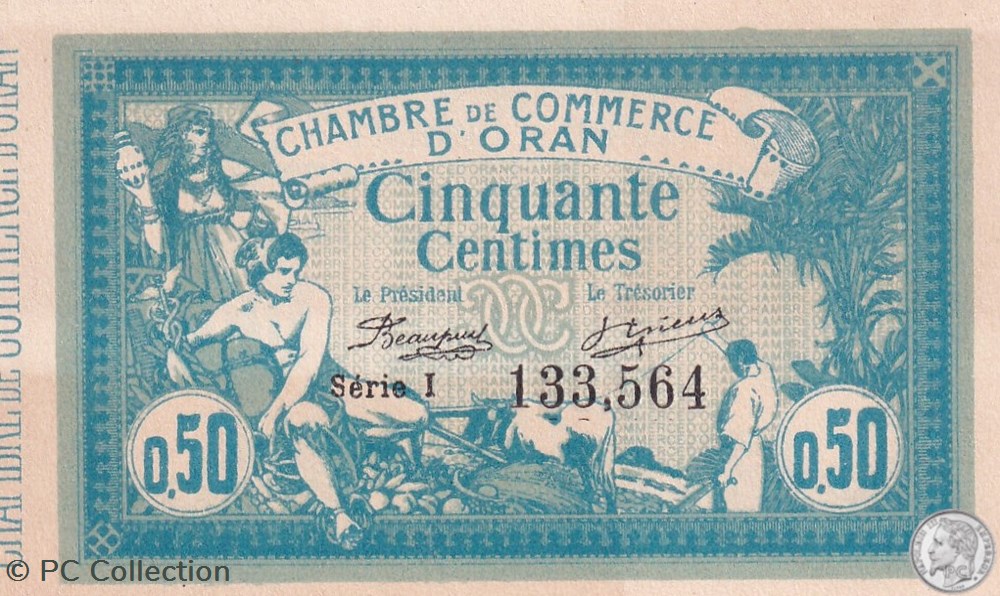 CHAMBRE DE COMMERCE
D'ORAN
Cinquante
Centimes
Le Président
Le Trésorier
Série I
133,564
0,50
0,50
© PC Collection